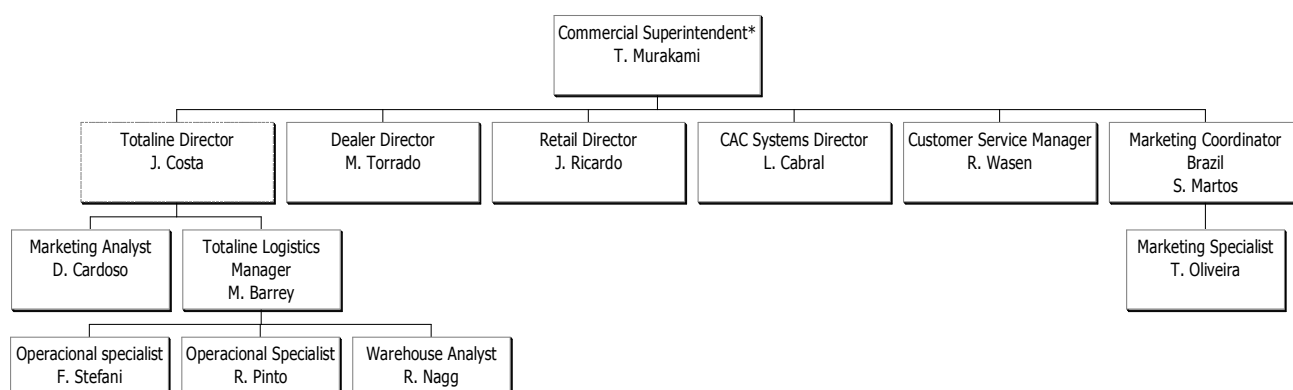 Commercial Superintendent*
T. Murakami
Totaline Director
J. Costa
Dealer Director
M. Torrado
Retail Director
J. Ricardo
CAC Systems Director
L. Cabral
Customer Service Manager
R. Wasen
Marketing Coordinator
Brazil
S. Martos
Marketing Analyst
D. Cardoso
Totaline Logistics
Manager
M. Barrey
Marketing Specialist
T. Oliveira
Operacional specialist
F. Stefani
Operacional Specialist
R. Pinto
Warehouse Analyst
R. Nagg